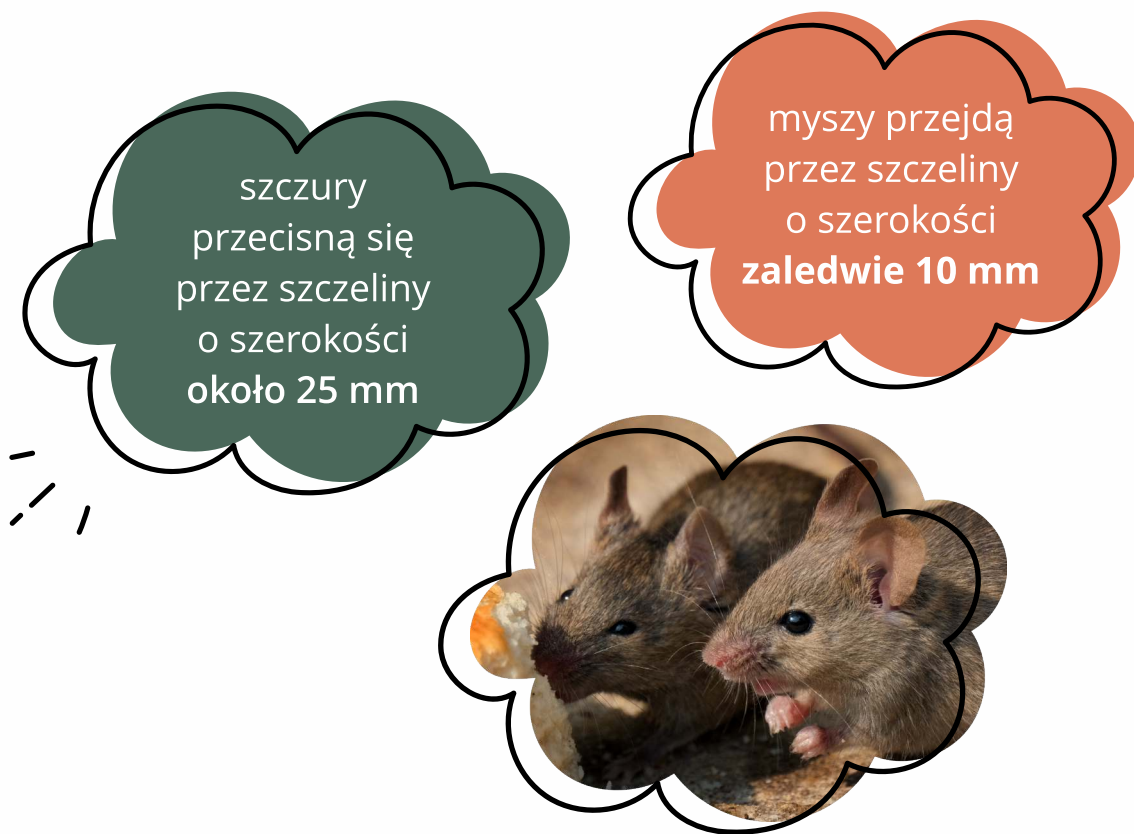 szczury
przecisną się
przez szczeliny
o szerokości
około 25 mm
myszy przejdą
przez szczeliny
o szerokości
zaledwie 10 mm